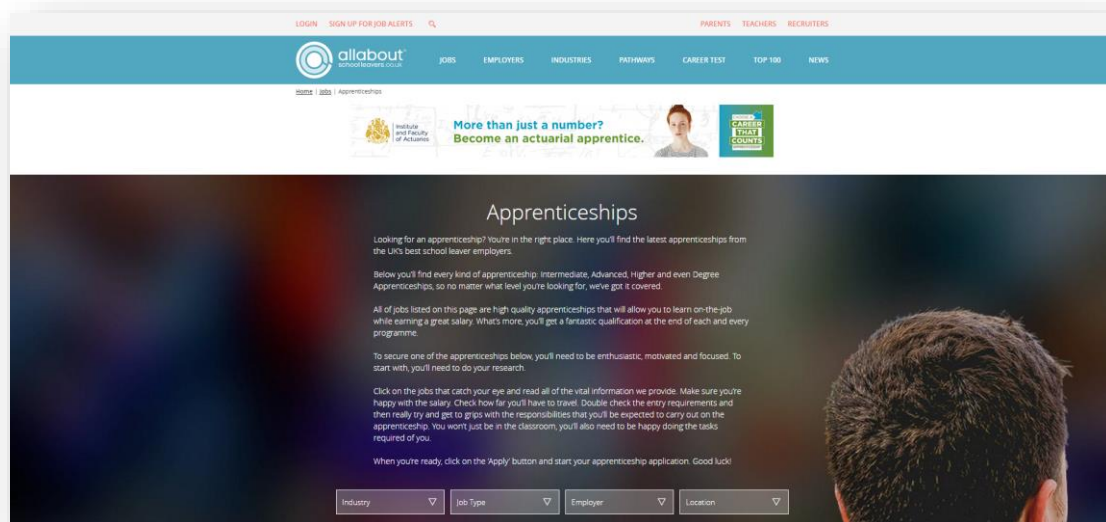 LOGIN SIGN UP FOR JOB ALERTS PARENTS TEACHERS RECRUITERS
allabout
schoolleavers.co.uk
JOBS EMPLOYERS INDUSTRIES PATHWAYS CAREER TEST TOP 100 NEWS
Home | Jobs | Apprenticeships
Institute
and Faculty
of Actuaries
More than just a number?
Become an actuarial apprentice.
CAREER
THAT
COUNTS
Apprenticeships
Looking for an apprenticeship? You're in the right place. Here you'll find the latest apprenticeships from
the UK's best school leaver employers.
Below you'll find every kind of apprenticeship: Intermediate, Advanced, Higher and even Degree
Apprenticeships, so no matter what level you're looking for, we've got it covered.
All of jobs listed on this page are high quality apprenticeships that will allow you to learn on-the-job
while earning a great salary. What's more, you'll get a fantastic qualification at the end of each and every
programme.
To secure one of the apprenticeships below, you'll need to be enthusiastic, motivated and focused. To
start with, you'll need to do your research.
Click on the jobs that catch your eye and read all of the vital information we provide. Make sure you're
happy with the salary. Check how far you'll have to travel. Double check the entry requirements and
then really try and get to grips with the responsibilities that you'll be expected to carry out on the
apprenticeship. You won't just be in the classroom, you'll also need to be happy doing the tasks
required of you.
When you're ready, click on the 'Apply' button and start your apprenticeship application. Good luck!
Industry Job Type Employer Location